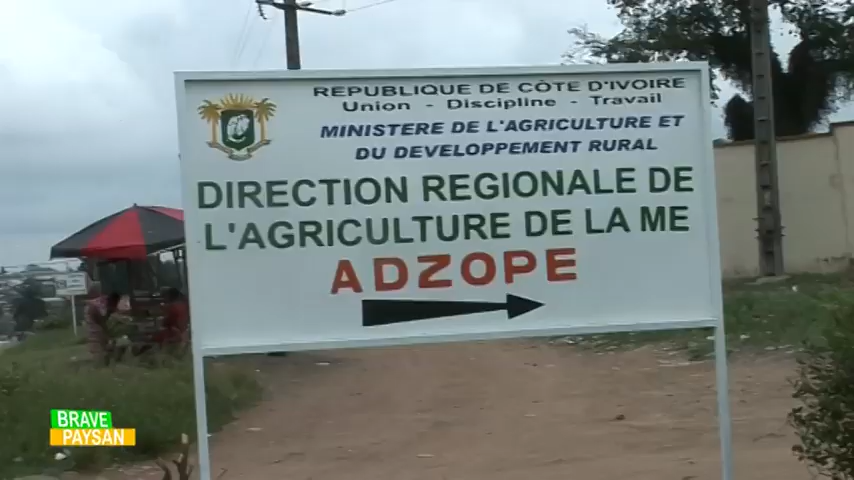 REPUBLIQUE DE CÔTE D'IVOIRE
Union - Discipline - Travail
MINISTERE DE L'AGRICULTURE ET
DU DEVELOPPEMENT RURAL
DIRECTION REGIONALE DE
L'AGRICULTURE DE LA ME
ADZOPE
BRAVE
PAYSAN